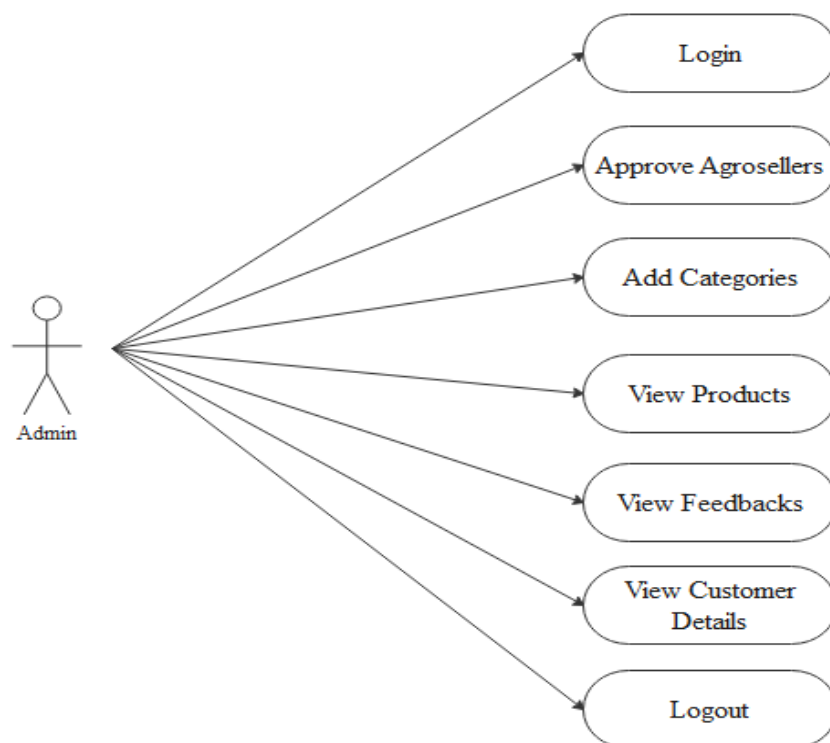 Login
Approve Agrosellers
Add Categories
View Products
Admin
View Feedbacks
View Customer
Details
Logout